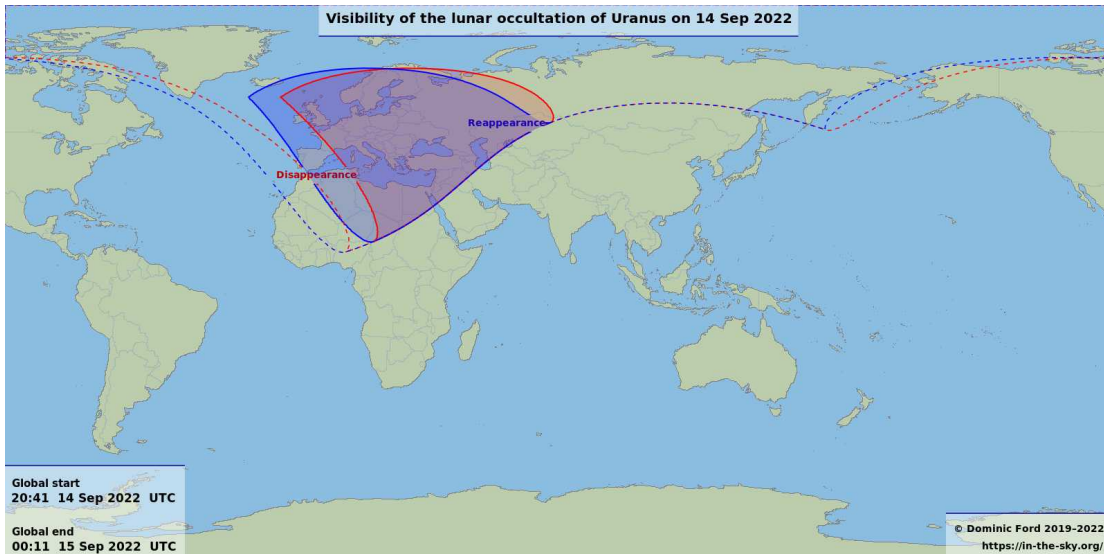 Visibility of the lunar occultation of Uranus on 14 Sep 2022
Reappearance
Disappearance
Global start
20:41 14 Sep 2022 UTC
Global end
00:11 15 Sep 2022 UTC
© Dominic Ford 2019–2022
https://in-the-sky.org/